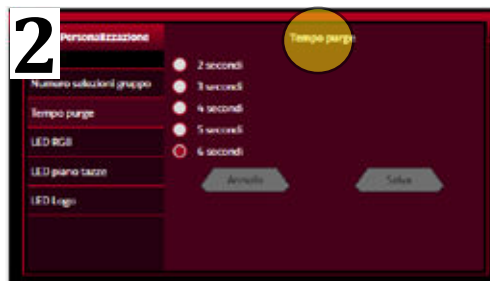 2
Personalizzazione
Tempo purge
Numero selezioni gruppo
Tempo purge
LED RGB
LED piano tazze
LED Logo
2 secondi
3 secondi
4 secondi
5 secondi
6 secondi
Annulla
Salva